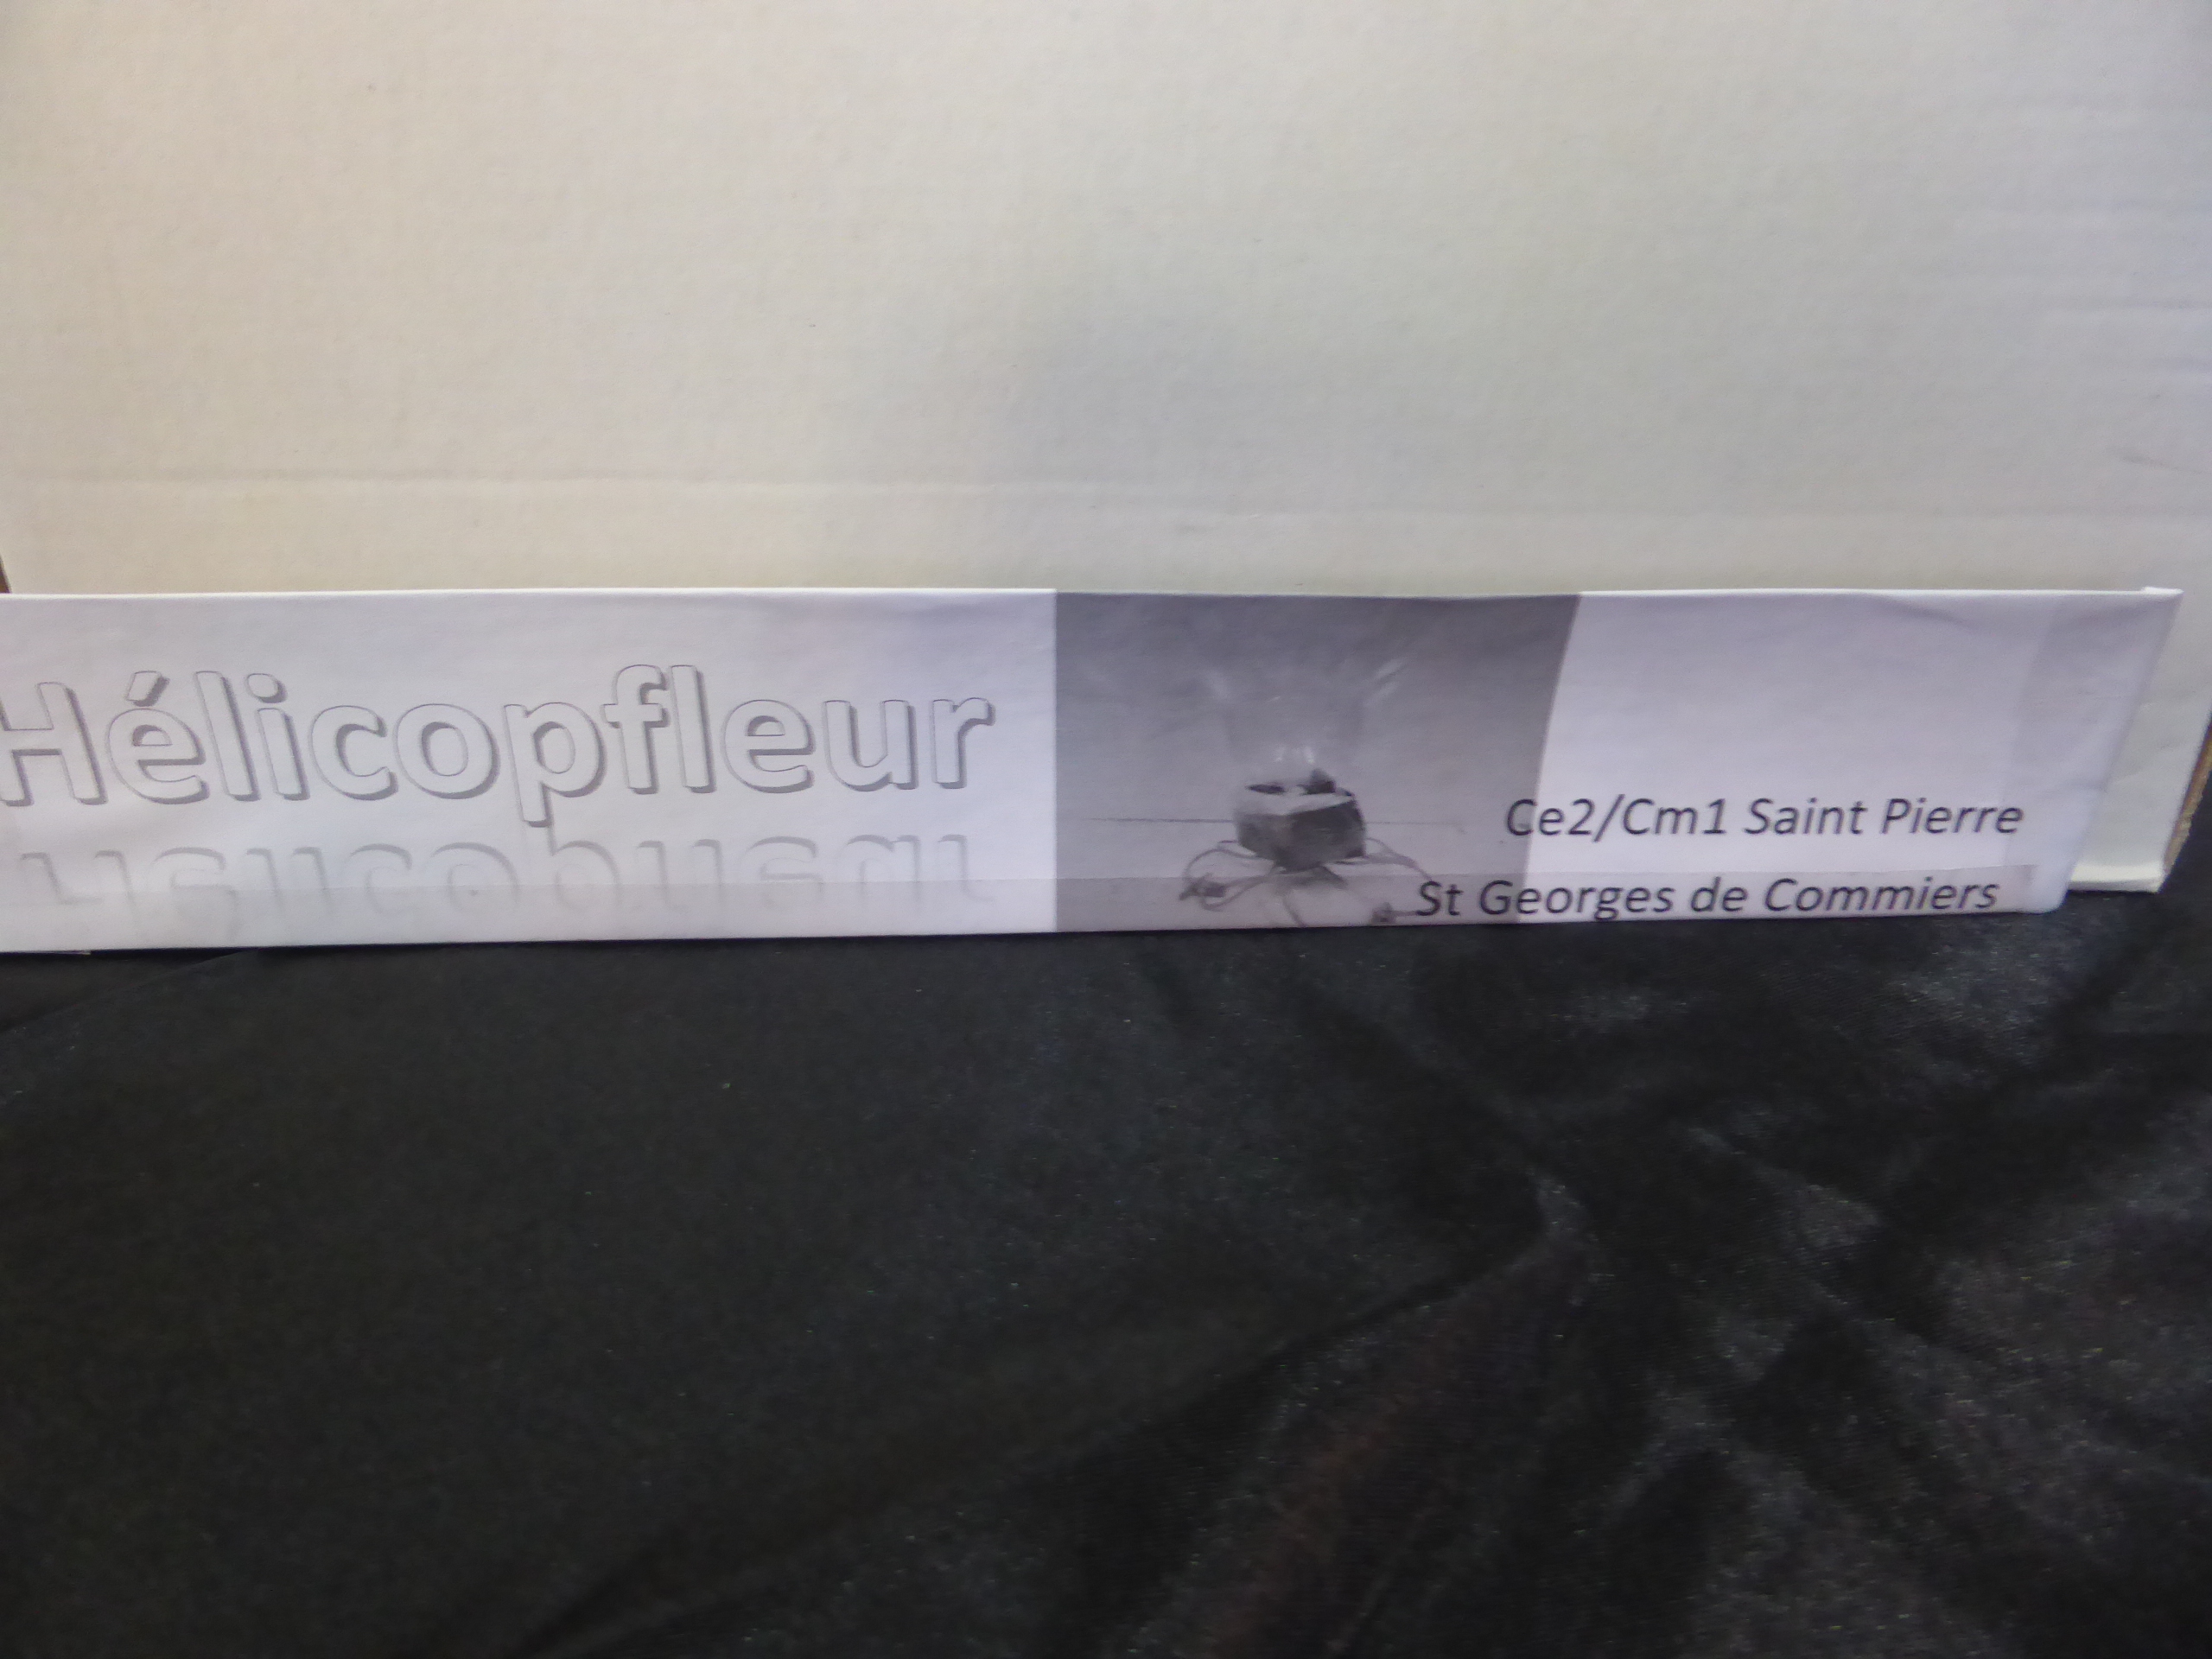 Hélicopfleur
Ce2/Cm1 Saint Pierre
St Georges de Commiers